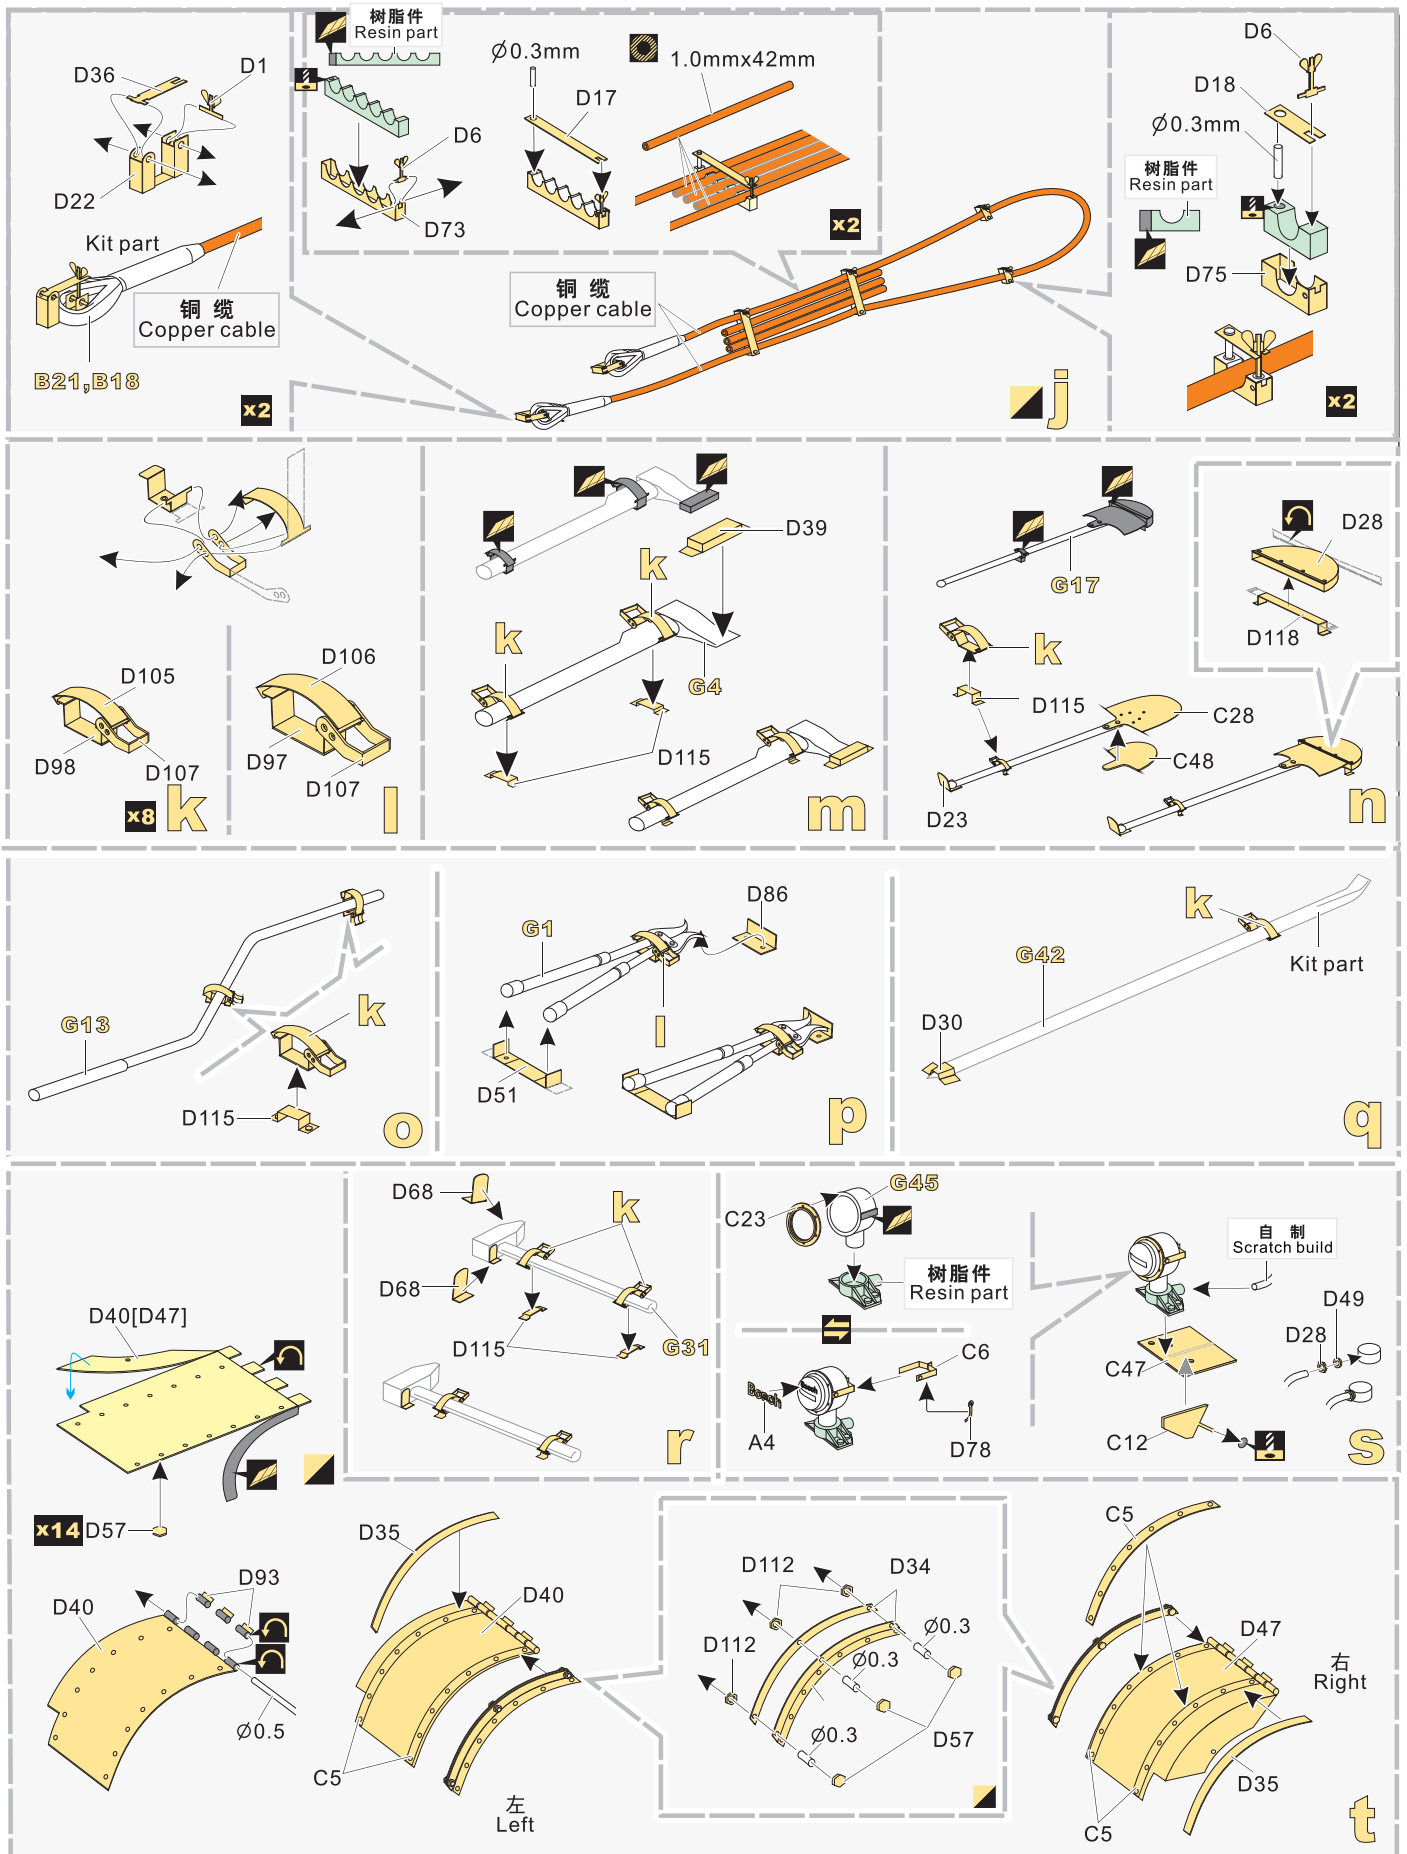 D36
D1
D22
Kit part
铜 缆
Copper cable
B21,B18
x2
树脂件
Resin part
Ø0.3mm
D17
1.0mmx42mm
D6
D73
x2
铜 缆
Copper cable
j
D6
D18
Ø0.3mm
树脂件
Resin part
D75
x2
D105
D98
D107
x8
k
D106
D97
D107
l
D39
k
k
G4
D115
m
G17
k
D115
C28
C48
D23
D28
D118
n
G13
k
D115
o
G1
D86
l
D51
p
k
G42
Kit part
D30
q
D40[D47]
x14
D57
D68
k
D68
D115
G31
r
G45
C23
树脂件
Resin part
C6
Bosch
A4
D78
自 制
Scratch build
D49
D28
C47
C12
s
D93
D40
Ø0.5
D35
D40
C5
左
Left
D112
D34
D112
Ø0.3
Ø0.3
Ø0.3
D57
C5
D47
右
Right
D35
C5
t